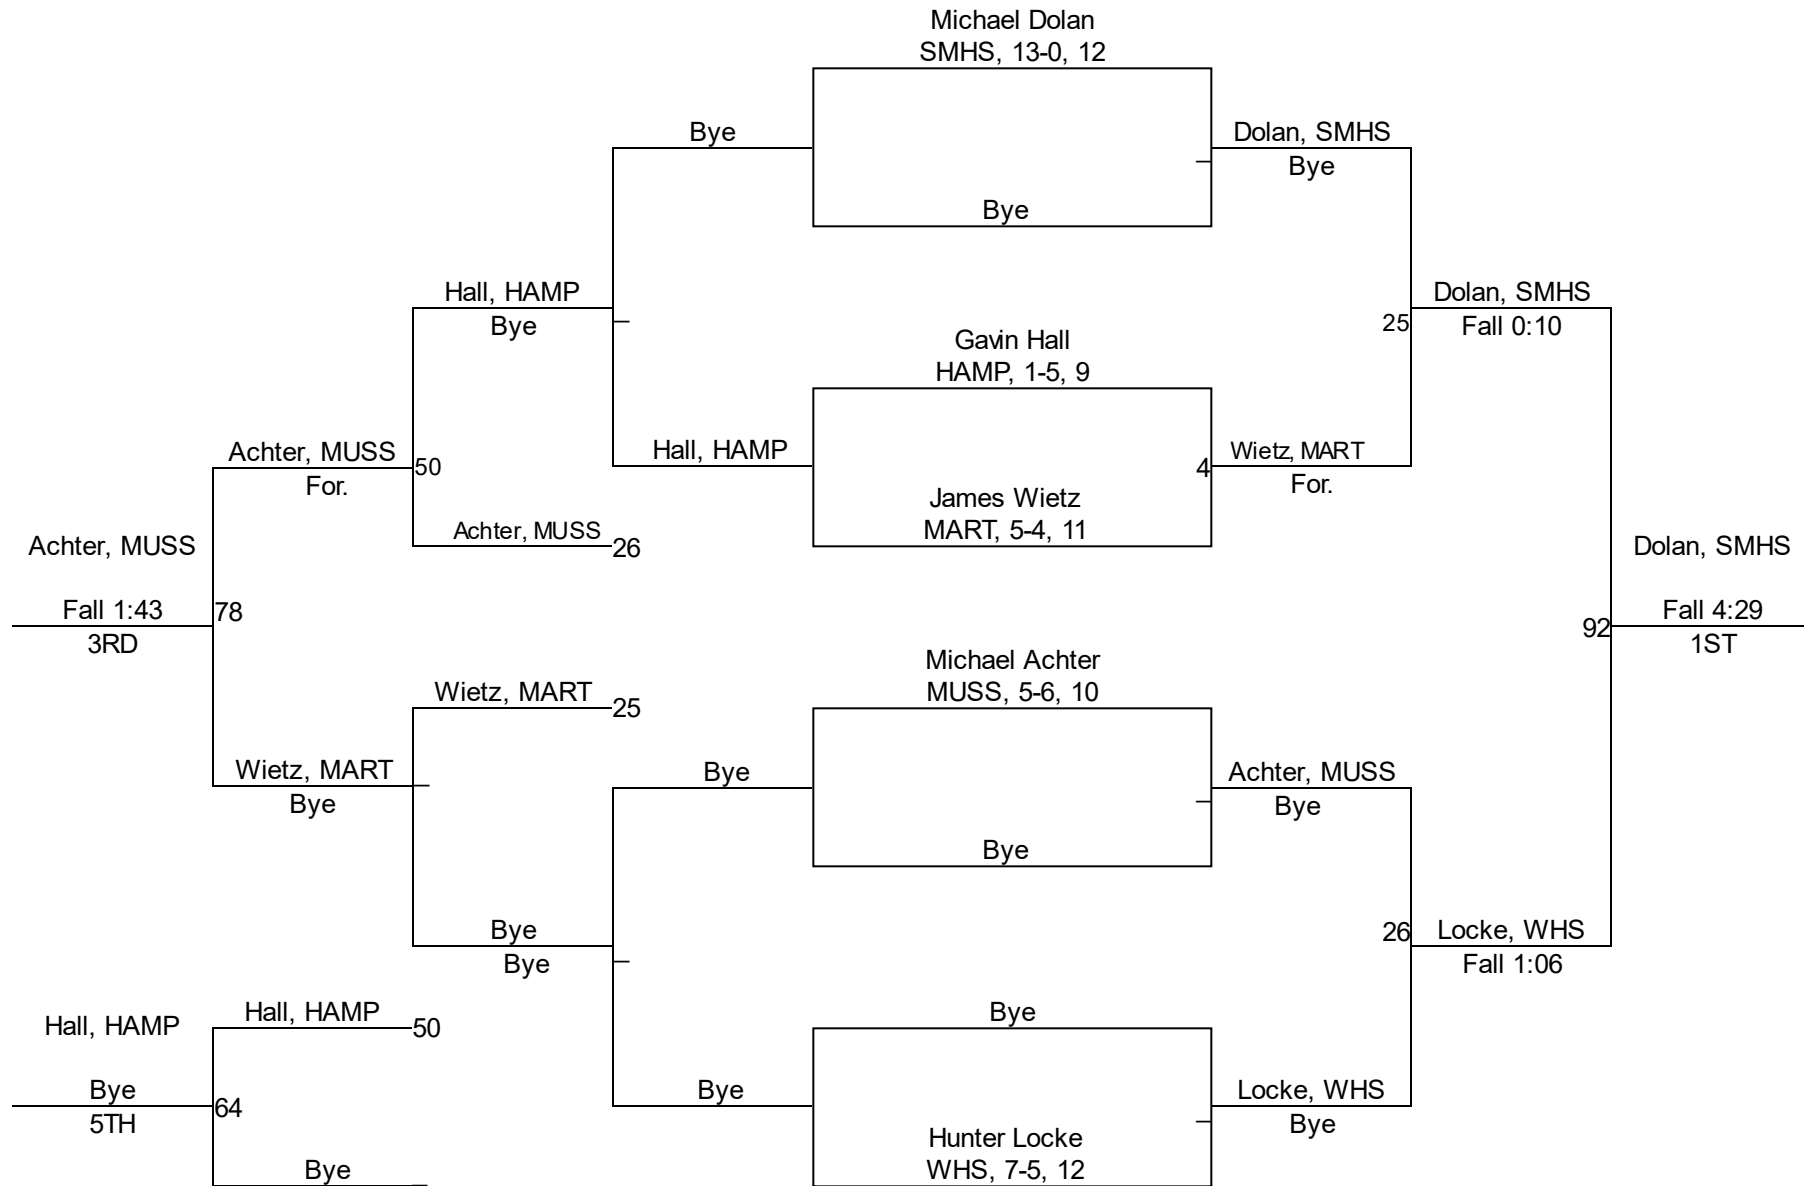 Michael Dolan
SMHS, 13-0, 12
Bye
Dolan, SMHS
Bye
Bye
Hall, HAMP
Bye
Dolan, SMHS
25
Fall 0:10
Gavin Hall
HAMP, 1-5, 9
Achter, MUSS
50
For.
Hall, HAMP
4
Wietz, MART
For.
James Wietz
MART, 5-4, 11
Achter, MUSS
26
Achter, MUSS
Fall 1:43
78
3RD
Dolan, SMHS
92
Fall 4:29
1ST
Michael Achter
MUSS, 5-6, 10
Wietz, MART
25
Wietz, MART
Bye
Bye
Achter, MUSS
Bye
Bye
Bye
Bye
26
Locke, WHS
Fall 1:06
Hall, HAMP
Hall, HAMP
50
Bye
Bye
64
5TH
Bye
Locke, WHS
Bye
Hunter Locke
WHS, 7-5, 12
Bye